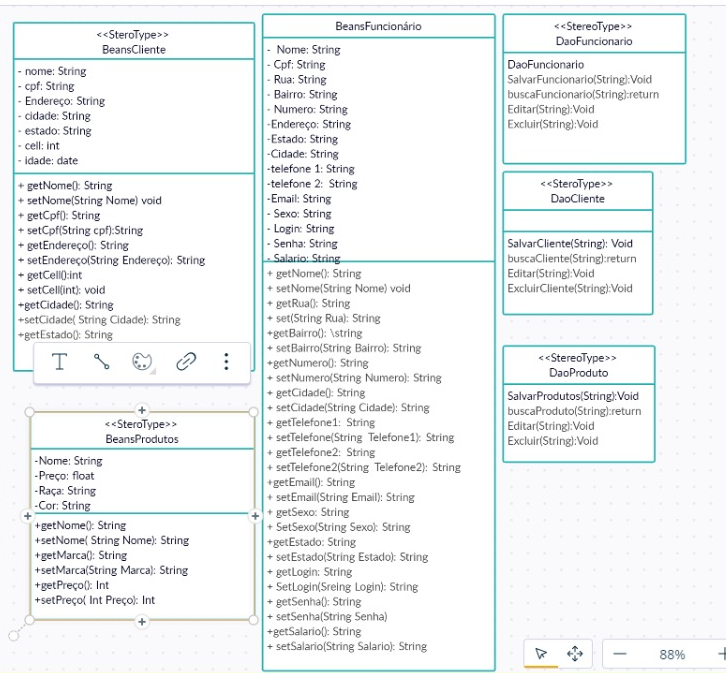 <<SteroType>>
BeansCliente
- nome: String
- cpf: String
- Endereço: String
- cidade: String
- estado: String
- cell: int
- idade: date
+ getNome(): String
+ setNome(String Nome) void
+ getCpf(): String
+ setCpf(String cpf):String
+ getEndereço(): String
+ setEndereço(String Endereço): String
+ getCell():int
+ setCell(int): void
+getCidade(): String
+setCidade( String Cidade): String
+getEstado(): String
T
<<SteroType>>
BeansProdutos
-Nome: String
-Preço: float
-Raça: String
-Cor: String
+getNome(): String
+setNome( String Nome): String
+getMarca(): String
+setMarca(String Marca): String
+getPreço(): Int
+setPreço( Int Preço): Int
BeansFuncionário
- Nome: String
- Cpf: String
- Rua: String
- Bairro: String
- Numero: String
-Endereço: String
-Estado: String
-Cidade: String
-telefone 1: String
-telefone 2: String
-Email: String
- Sexo: String
- Login: String
- Senha: String
- Salario: String
+ getNome(): String
+ setNome(String Nome) void
+ getRua(): String
+ set(String Rua): String
+getBairro(): \string
+ setBairro(String Bairro): String
+getNumero(): String
+ setNumero(String Numero): String
+ getCidade(): String
+ setCidade(String Cidade): String
+ getTelefone1: String
+ setTelefone(String Telefone1): String
+ getTelefone2: String
+ setTelefone2(String Telefone2): String
+getEmail(): String
+ setEmail(String Email): String
+ getSexo: String
+ SetSexo(String Sexo): String
+getEstado: String
+ setEstado(String Estado): String
+ getLogin: String
+ SetLogin(Sreing Login): String
+ getSenha(): String
+ setSenha(String Senha)
+getSalario(): String
+ setSalario(String Salario): String
<<StereoType>>
DaoFuncionario
DaoFuncionario
SalvarFuncionario(String):Void
buscaFuncionario(String):return
Editar(String):Void
Excluir(String):Void
<<SteroType>>
DaoCliente
SalvarCliente(String): Void
buscaCliente(String):return
Editar(String):Void
ExcluirCliente(String):Void
<<StereoType>>
DaoProduto
SalvarProdutos(String):Void
buscaProduto(String):return
Editar(String):Void
Excluir(String):Void
88%